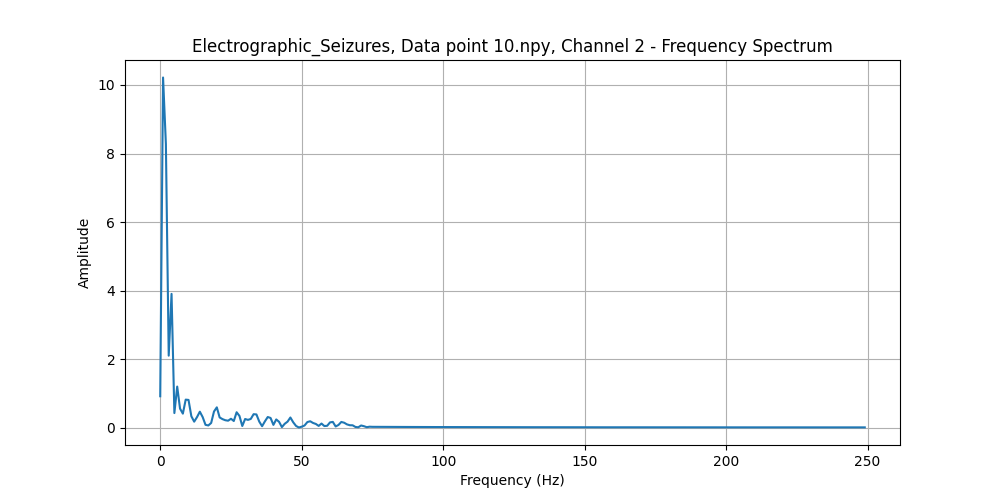 Electrographic_Seizures, Data point 10.npy, Channel 2 - Frequency Spectrum
10
8
6
4
2
0
Amplitude
0 50 100 150 200 250
Frequency (Hz)